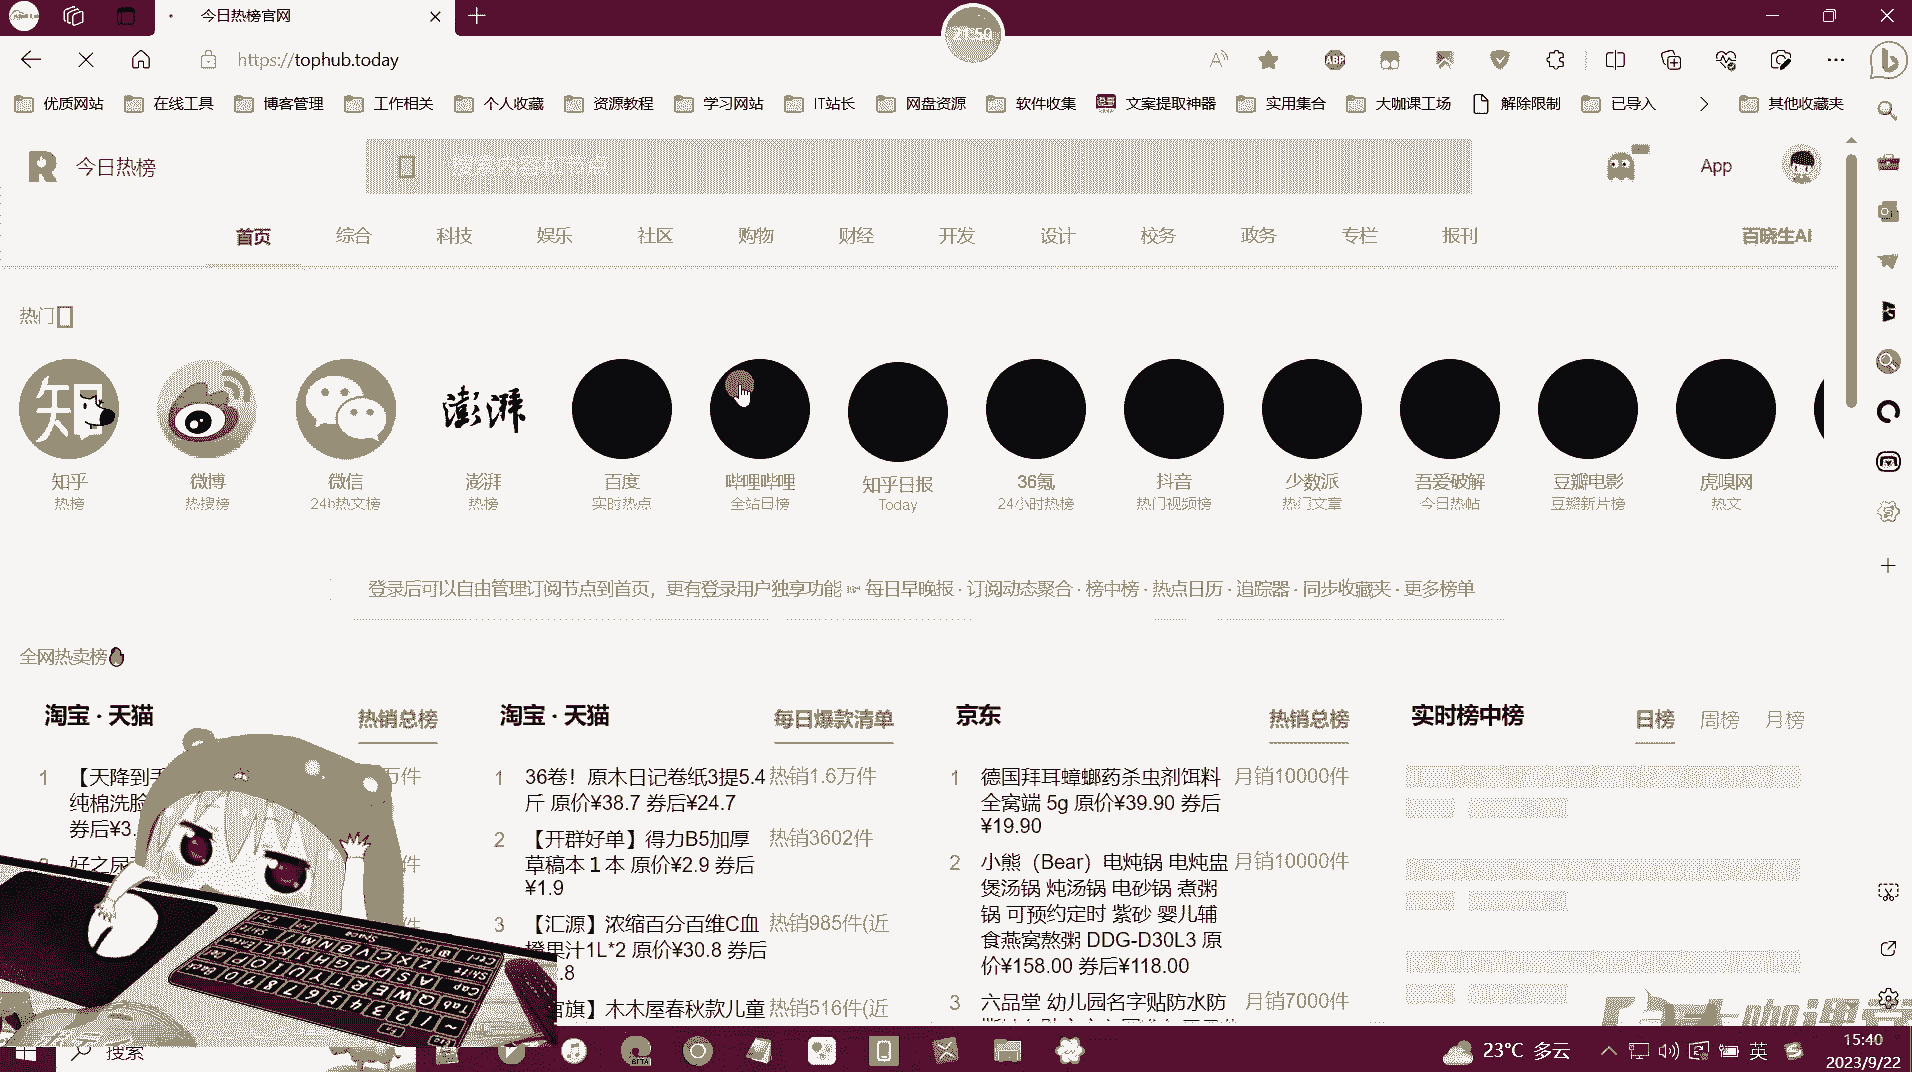 今日热榜官网
21:50
https://tophub.today
优质网站 在线工具 博客管理 工作相关 个人收藏 资源教程 学习网站 IT站长 网盘资源 软件收集 文案提取神器 实用集合 大咖课工场 解除限制 已导入 其他收藏夹
今日热榜
App
首页 综合 科技 娱乐 社区 购物 财经 开发 设计 校务 政务 专栏 报刊 百晓生AI
热门
知乎 微博 微信 澎湃 百度 哔哩哔哩 知乎日报 36氪 抖音 少数派 吾爱破解 豆瓣电影 虎嗅网
热榜 热搜榜 24h热文榜 热榜 实时热点 全站日榜 Today 24小时热榜 热门视频榜 热门文章 今日热帖 豆瓣新片榜 热文
登录后可以自由管理订阅节点到首页，更有登录用户独享功能 ☞ 每日早晚报 · 订阅动态聚合 · 榜中榜 · 热点日历 · 追踪器 · 同步收藏夹 · 更多榜单
全网热卖榜
淘宝 · 天猫 热销总榜
1 【天降到手
纯棉洗脸
券后¥3.
万件
好之
件
淘宝 · 天猫 每日爆款清单
1 36卷！原木日记卷纸3提5.4 热销1.6万件
斤 原价¥38.7 券后¥24.7
2 【开群好单】得力B5加厚 热销3602件
草稿本１本 原价¥2.9 券后
¥1.9
3 【汇源】浓缩百分百维C血 热销985件(近
橙果汁1L*2 原价¥30.8 券后
.8
官旗】木木屋春秋款儿童 热销516件(近
京东 热销总榜
1 德国拜耳蟑螂药杀虫剂饵料 月销10000件
全窝端 5g 原价¥39.90 券后
¥19.90
2 小熊（Bear）电炖锅 电炖盅 月销10000件
煲汤锅 炖汤锅 电砂锅 煮粥
锅 可预约定时 紫砂 婴儿辅
食燕窝熬粥 DDG-D30L3 原
价¥158.00 券后¥118.00
3 六品堂 幼儿园名字贴防水防 月销7000件
实时榜中榜 日榜 周榜 月榜
搜索
23°C 多云
英
15:40
2023/9/22